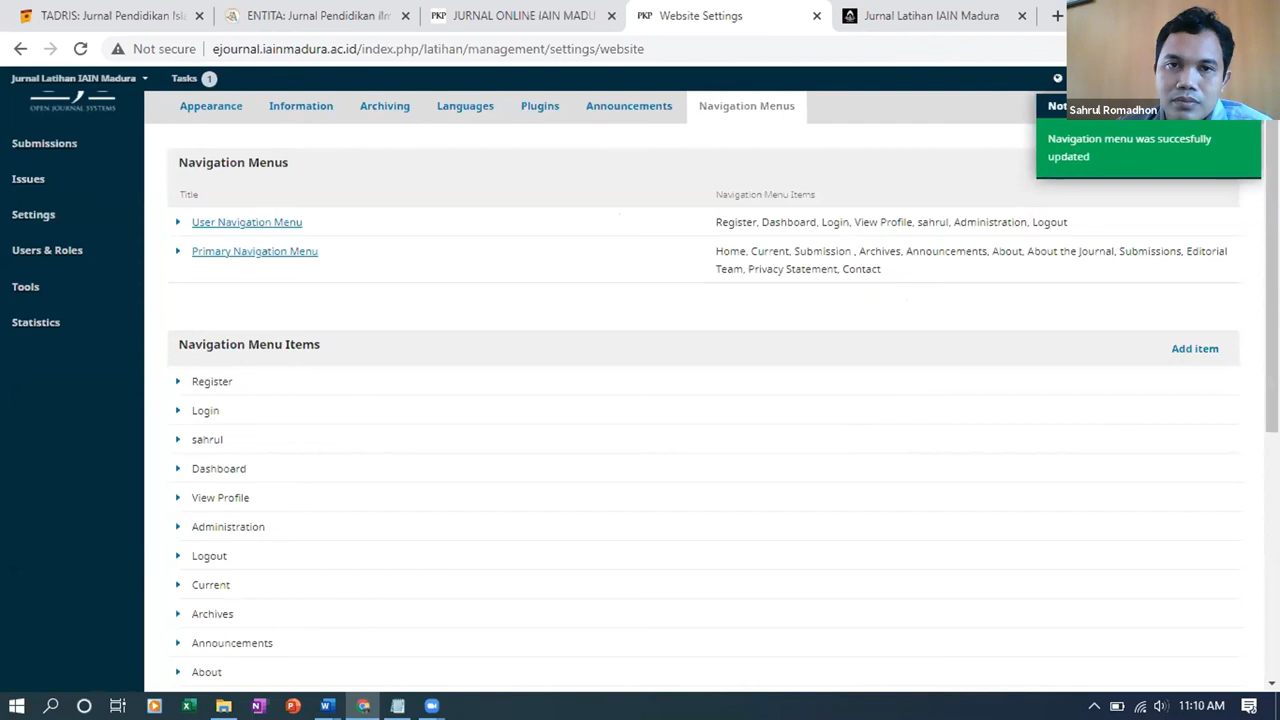 TADRIS: Jurnal Pendidikan Isla
ENTITA: Jurnal Pendidikan Ilm
PKP JURNAL ONLINE IAIN MADU
PKP Website Settings
Jurnal Latihan IAIN Madura
Not secure
ejournal.iainmadura.ac.id/index.php/latihan/management/settings/website
Jurnal Latihan IAIN Madura
Tasks 1
OPEN JOURNAL SYSTEMS
Submissions
Issues
Settings
Users & Roles
Tools
Statistics
Appearance
Information
Archiving
Languages
Plugins
Announcements
Navigation Menus
Sahrul Romadhon
Navigation menu was succesfully
updated
Navigation Menus
Title
Navigation Menu Items
User Navigation Menu
Register, Dashboard, Login, View Profile, sahrul, Administration, Logout
Primary Navigation Menu
Home, Current, Submission , Archives, Announcements, About, About the Journal, Submissions, Editorial
Team, Privacy Statement, Contact
Navigation Menu Items
Add item
Register
Login
sahrul
Dashboard
View Profile
Administration
Logout
Current
Archives
Announcements
About
11:10 AM